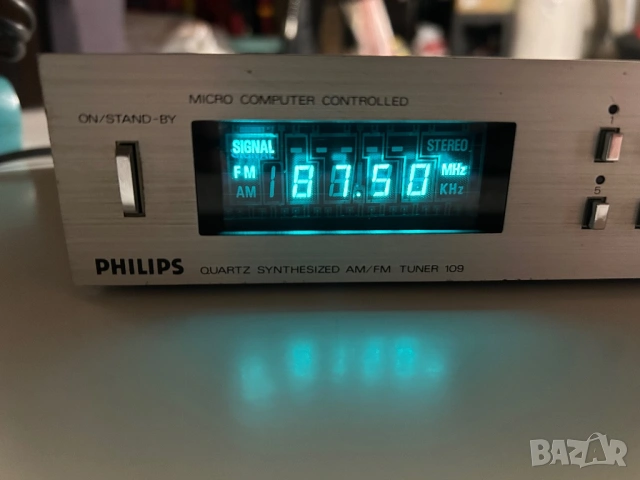 MICRO COMPUTER CONTROLLED
ON/STAND-BY
SIGNAL STEREO
FM 87.50 MHz
AM KHz
1
5
PHILIPS QUARTZ SYNTHESIZED AM/FM TUNER 109
BAZAR